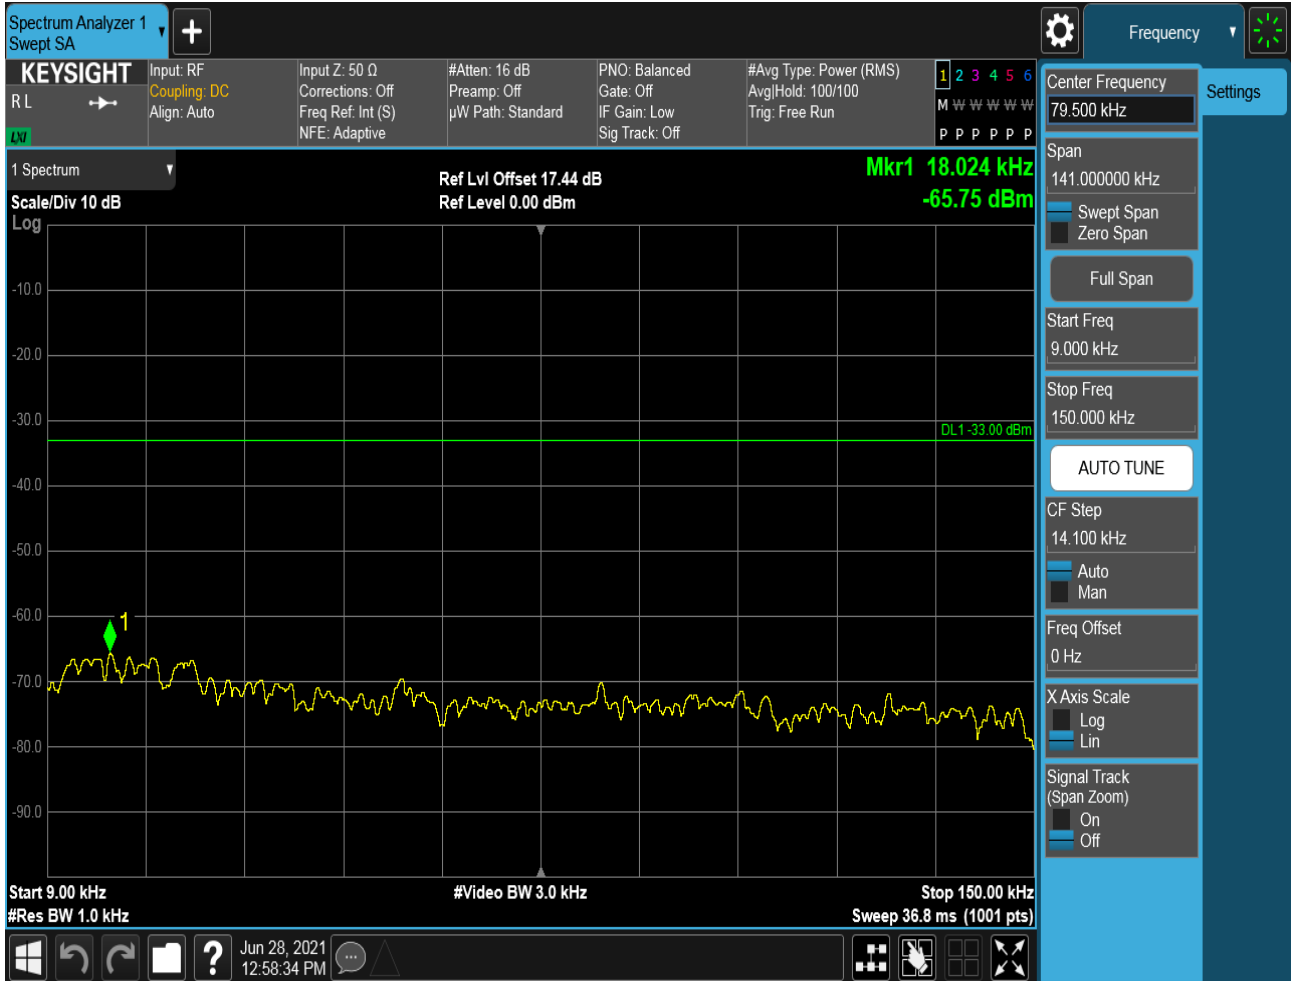 Spectrum Analyzer 1
Swept SA
Frequency
KEYSIGHT
R L
LXI
Input: RF
Coupling: DC
Align: Auto
Input Z: 50 Ω
Corrections: Off
Freq Ref: Int (S)
NFE: Adaptive
#Atten: 16 dB
Preamp: Off
µW Path: Standard
PNO: Balanced
Gate: Off
IF Gain: Low
Sig Track: Off
#Avg Type: Power (RMS)
Avg|Hold: 100/100
Trig: Free Run
1 2 3 4 5 6
M W W W W W
P P P P P P
1 Spectrum
Scale/Div 10 dB
Log
Ref Lvl Offset 17.44 dB
Ref Level 0.00 dBm
Mkr1 18.024 kHz
-65.75 dBm
-10.0
-20.0
-30.0
DL1 -33.00 dBm
-40.0
-50.0
-60.0
1
-70.0
-80.0
-90.0
Start 9.00 kHz
#Video BW 3.0 kHz
Stop 150.00 kHz
#Res BW 1.0 kHz
Sweep 36.8 ms (1001 pts)
?
Jun 28, 2021
12:58:34 PM
Center Frequency
79.500 kHz
Settings
Span
141.000000 kHz
Swept Span
Zero Span
Full Span
Start Freq
9.000 kHz
Stop Freq
150.000 kHz
AUTO TUNE
CF Step
14.100 kHz
Auto
Man
Freq Offset
0 Hz
X Axis Scale
Log
Lin
Signal Track
(Span Zoom)
On
Off